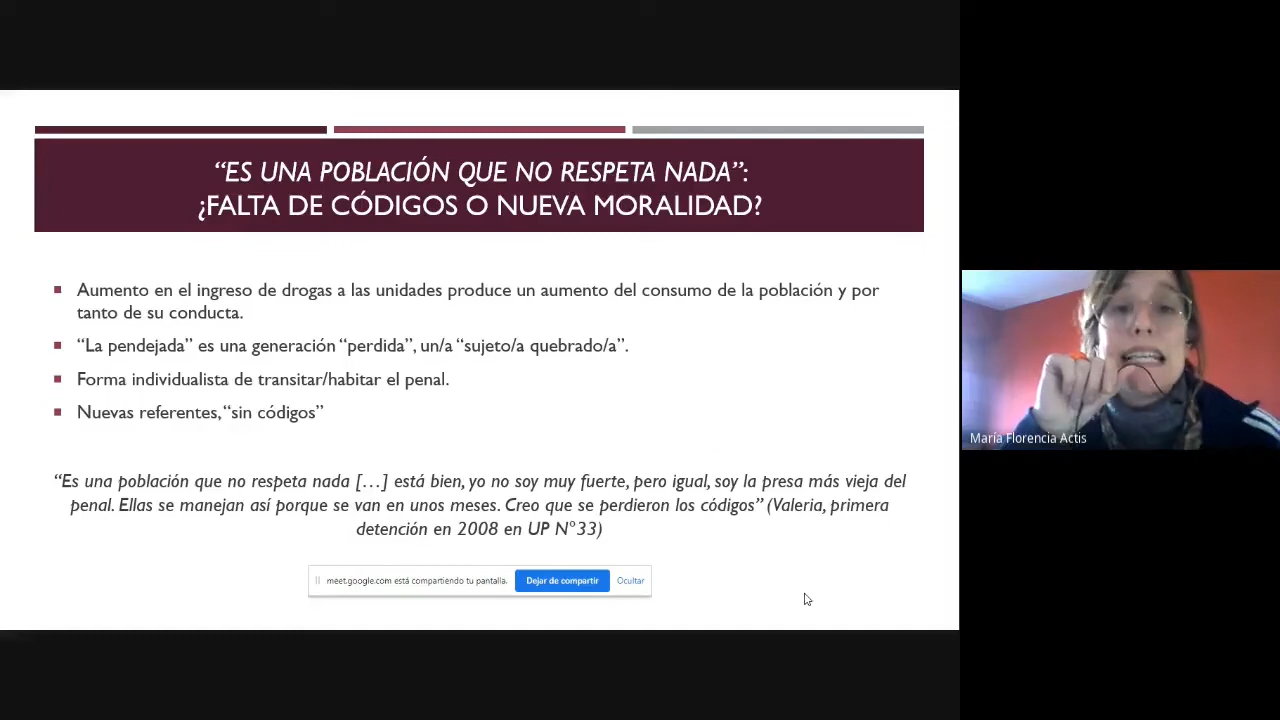 “ES UNA POBLACIÓN QUE NO RESPETA NADA”:
¿FALTA DE CÓDIGOS O NUEVA MORALIDAD?
Aumento en el ingreso de drogas a las unidades produce un aumento del consumo de la población y por
tanto de su conducta.
“La pendejada” es una generación “perdida”, un/a “sujeto/a quebrado/a”.
Forma individualista de transitar/habitar el penal.
Nuevas referentes, “sin códigos”
“Es una población que no respeta nada […] está bien, yo no soy muy fuerte, pero igual, soy la presa más vieja del
penal. Ellas se manejan así porque se van en unos meses. Creo que se perdieron los códigos” (Valeria, primera
detención en 2008 en UP N°33)
meet.google.com está compartiendo tu pantalla. Dejar de compartir Ocultar
María Florencia Actis